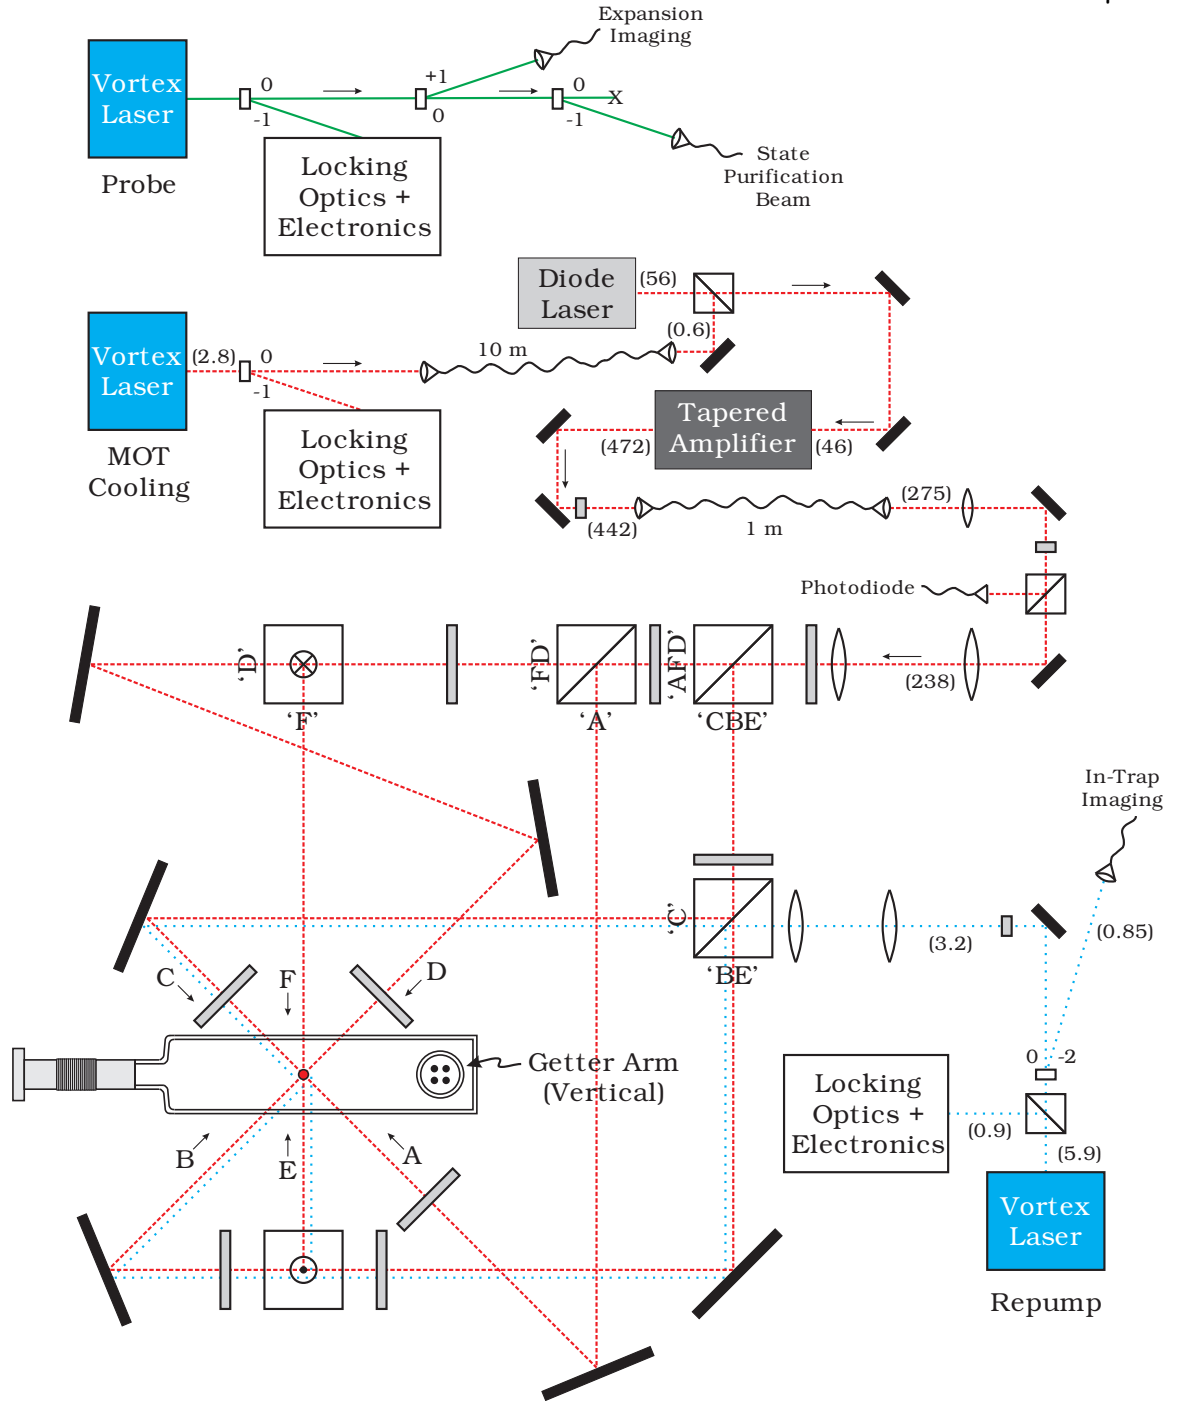 Expansion
Imaging
Vortex
Laser
Probe
0
-1
+1
0
0
-1
X
Locking
Optics +
Electronics
State
Purification
Beam
Diode
Laser
(56)
(0.6)
Vortex
Laser
(2.8)
0
-1
10 m
MOT
Cooling
Locking
Optics +
Electronics
Tapered
Amplifier
(472)
(46)
(442)
1 m
(275)
Photodiode
'D'
'F'
'FD'
'A'
'AFD'
'CBE'
(238)
In-Trap
Imaging
(0.85)
(3.2)
'C'
'BE'
C
F
D
Getter Arm
(Vertical)
B
E
A
0
-2
Locking
Optics +
Electronics
(0.9)
(5.9)
Vortex
Laser
Repump